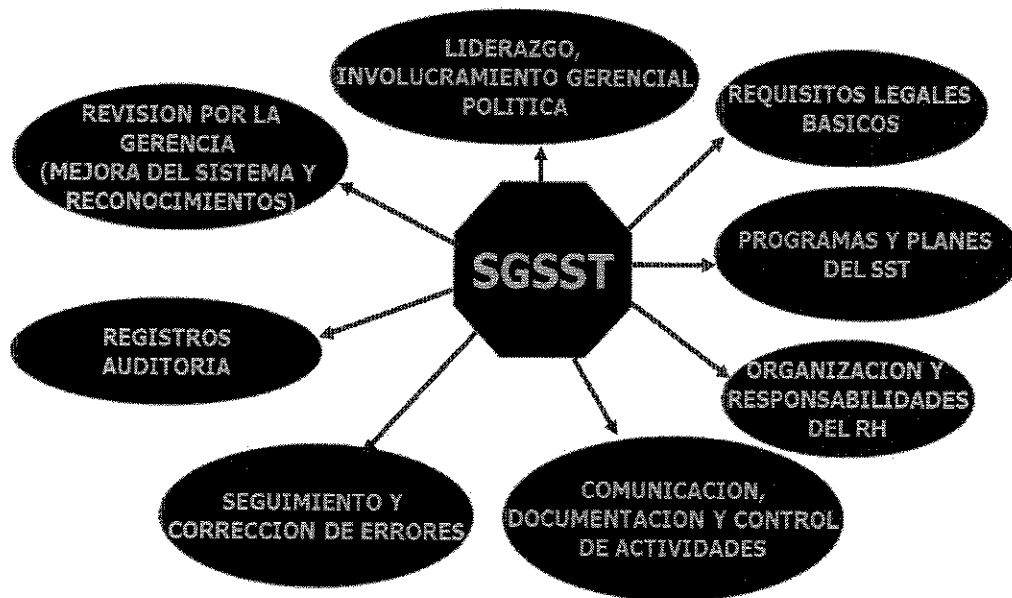 LIDERAZGO,
INVOLUCRAMIENTO GERENCIAL
POLITICA
REQUISITOS LEGALES
BASICOS
PROGRAMAS Y PLANES
DEL SST
ORGANIZACION Y
RESPONSABILIDADES
DEL RH
COMUNICACION,
DOCUMENTACION Y CONTROL
DE ACTIVIDADES
SEGUIMIENTO Y
CORRECCION DE ERRORES
REGISTROS
AUDITORIA
REVISION POR LA
GERENCIA
(MEJORA DEL SISTEMA Y
RECONOCIMIENTOS)
SGSST